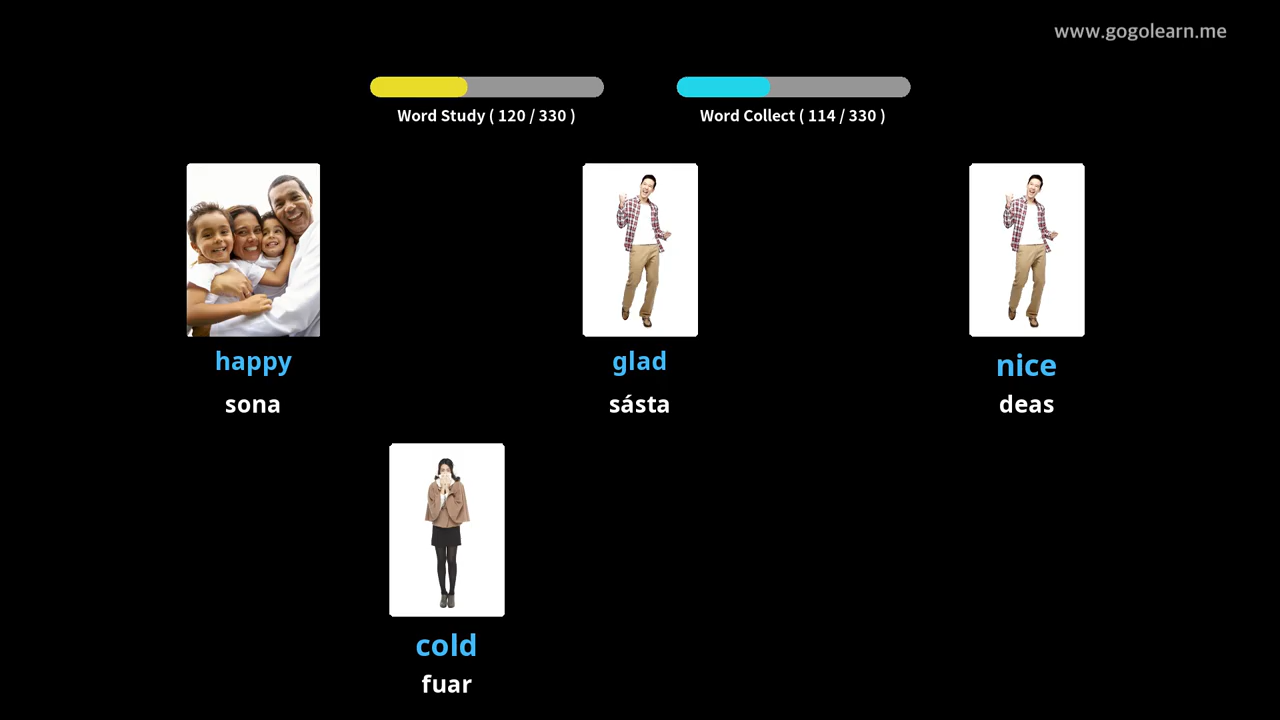 www.gogolearn.me
Word Study ( 120 / 330 )
Word Collect ( 114 / 330 )
happy
sona
glad
sásta
nice
deas
cold
fuar